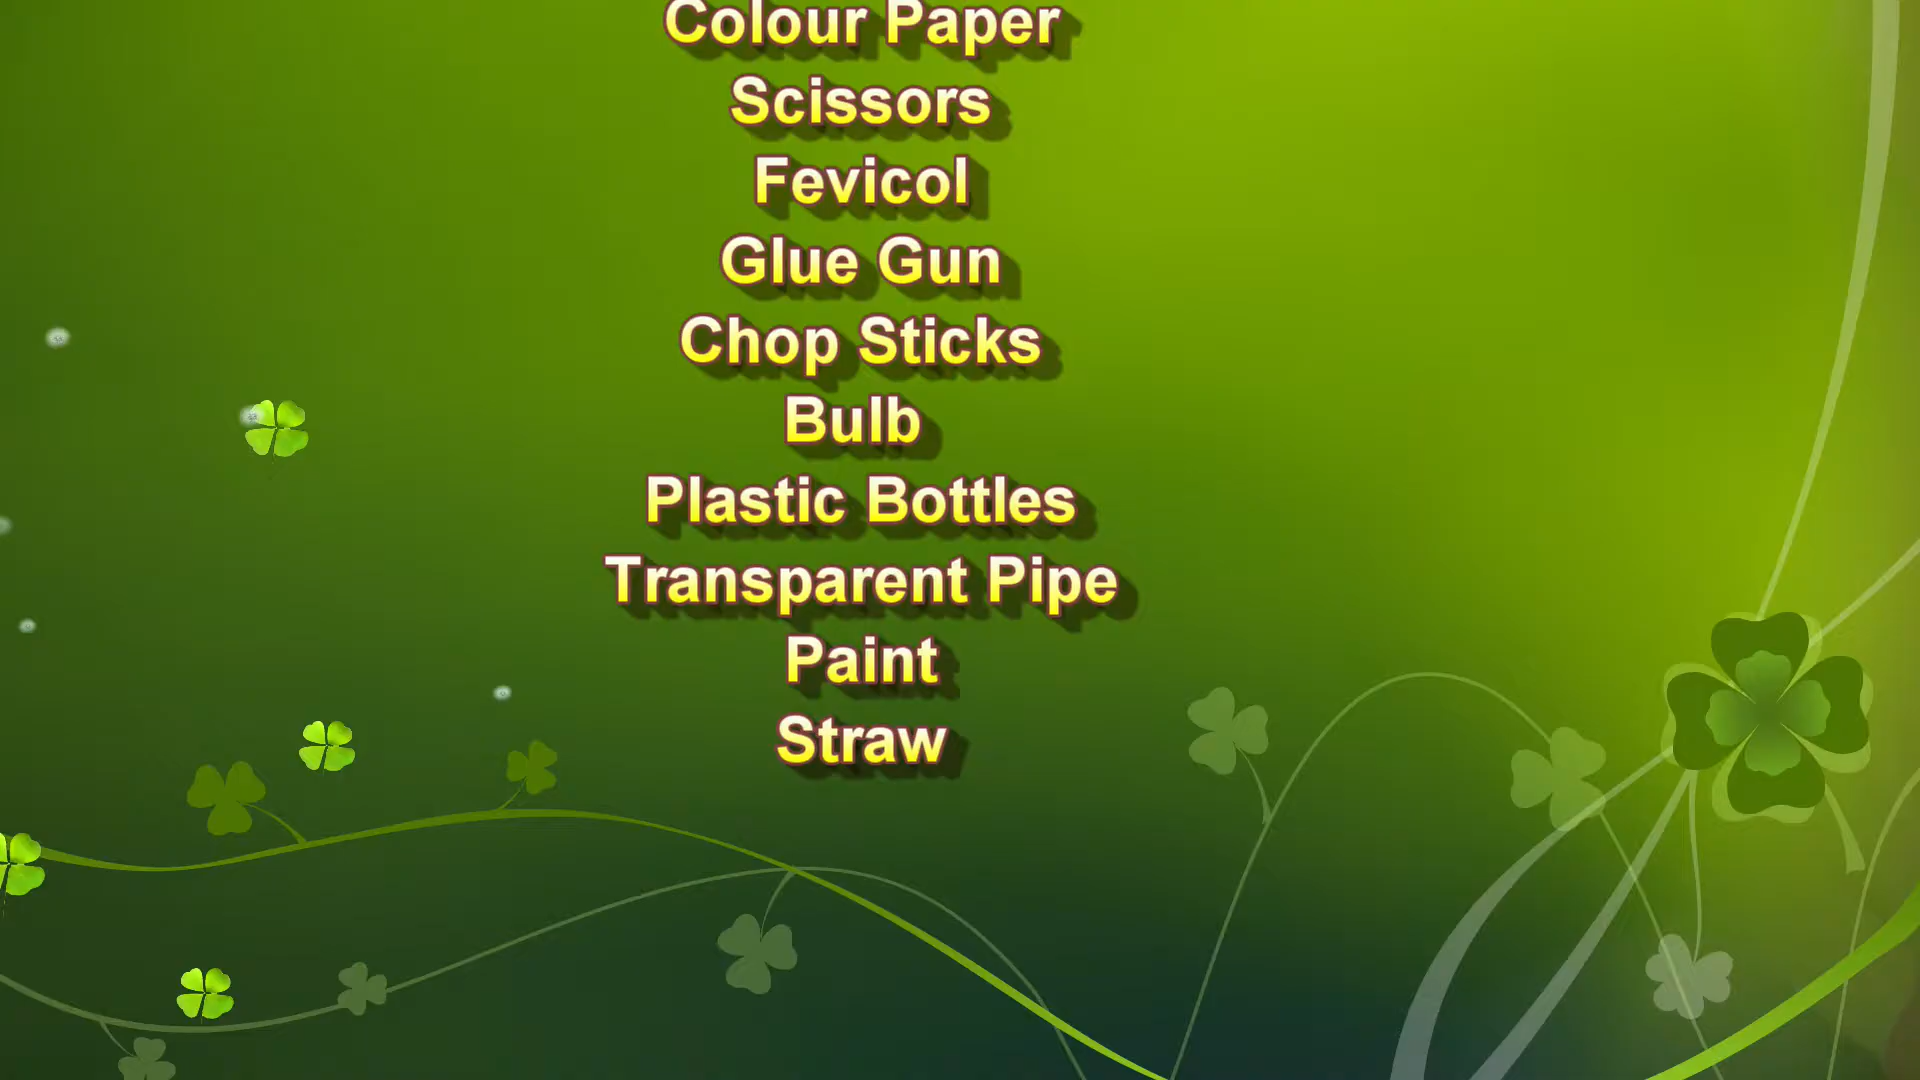 Colour Paper
Scissors
Fevicol
Glue Gun
Chop Sticks
Bulb
Plastic Bottles
Transparent Pipe
Paint
Straw